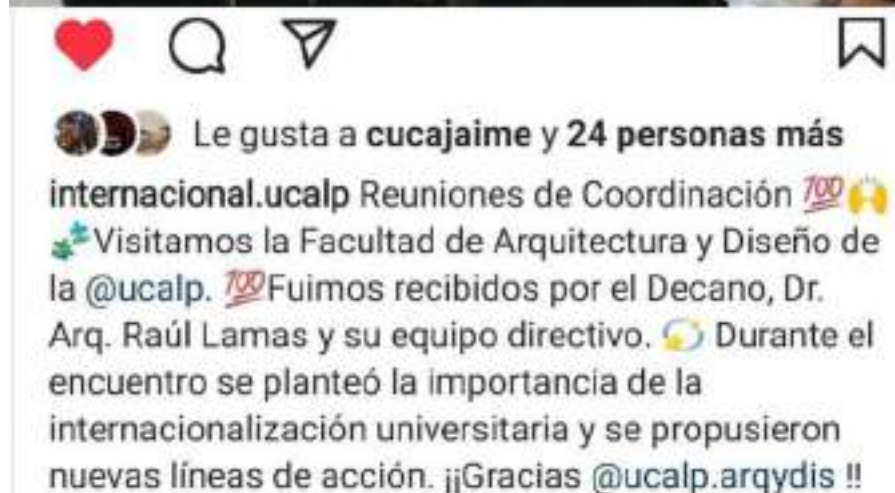 Le gusta a cucajaime y 24 personas más
internacional.ucalp Reuniones de Coordinación 💯🙌
🍀Visitamos la Facultad de Arquitectura y Diseño de
la @ucalp. 💯Fuimos recibidos por el Decano, Dr.
Arq. Raúl Lamas y su equipo directivo. 💫 Durante el
encuentro se planteó la importancia de la
internacionalización universitaria y se propusieron
nuevas líneas de acción. ¡¡Gracias @ucalp.arqydis !!